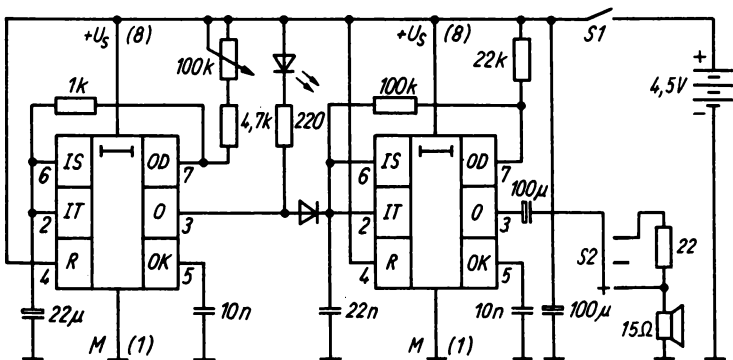 +Us (8)
+Us (8)
S1
100k
22k
1k
100k
4,5V
+
-
4,7k
220
IS
OD
6
7
IS
OD
6
7
100µ
IT
O
2
3
IT
O
2
3
S2
22
R
OK
4
5
R
OK
4
5
22µ
10n
22n
10n
100µ
15Ω
M (1)
M (1)